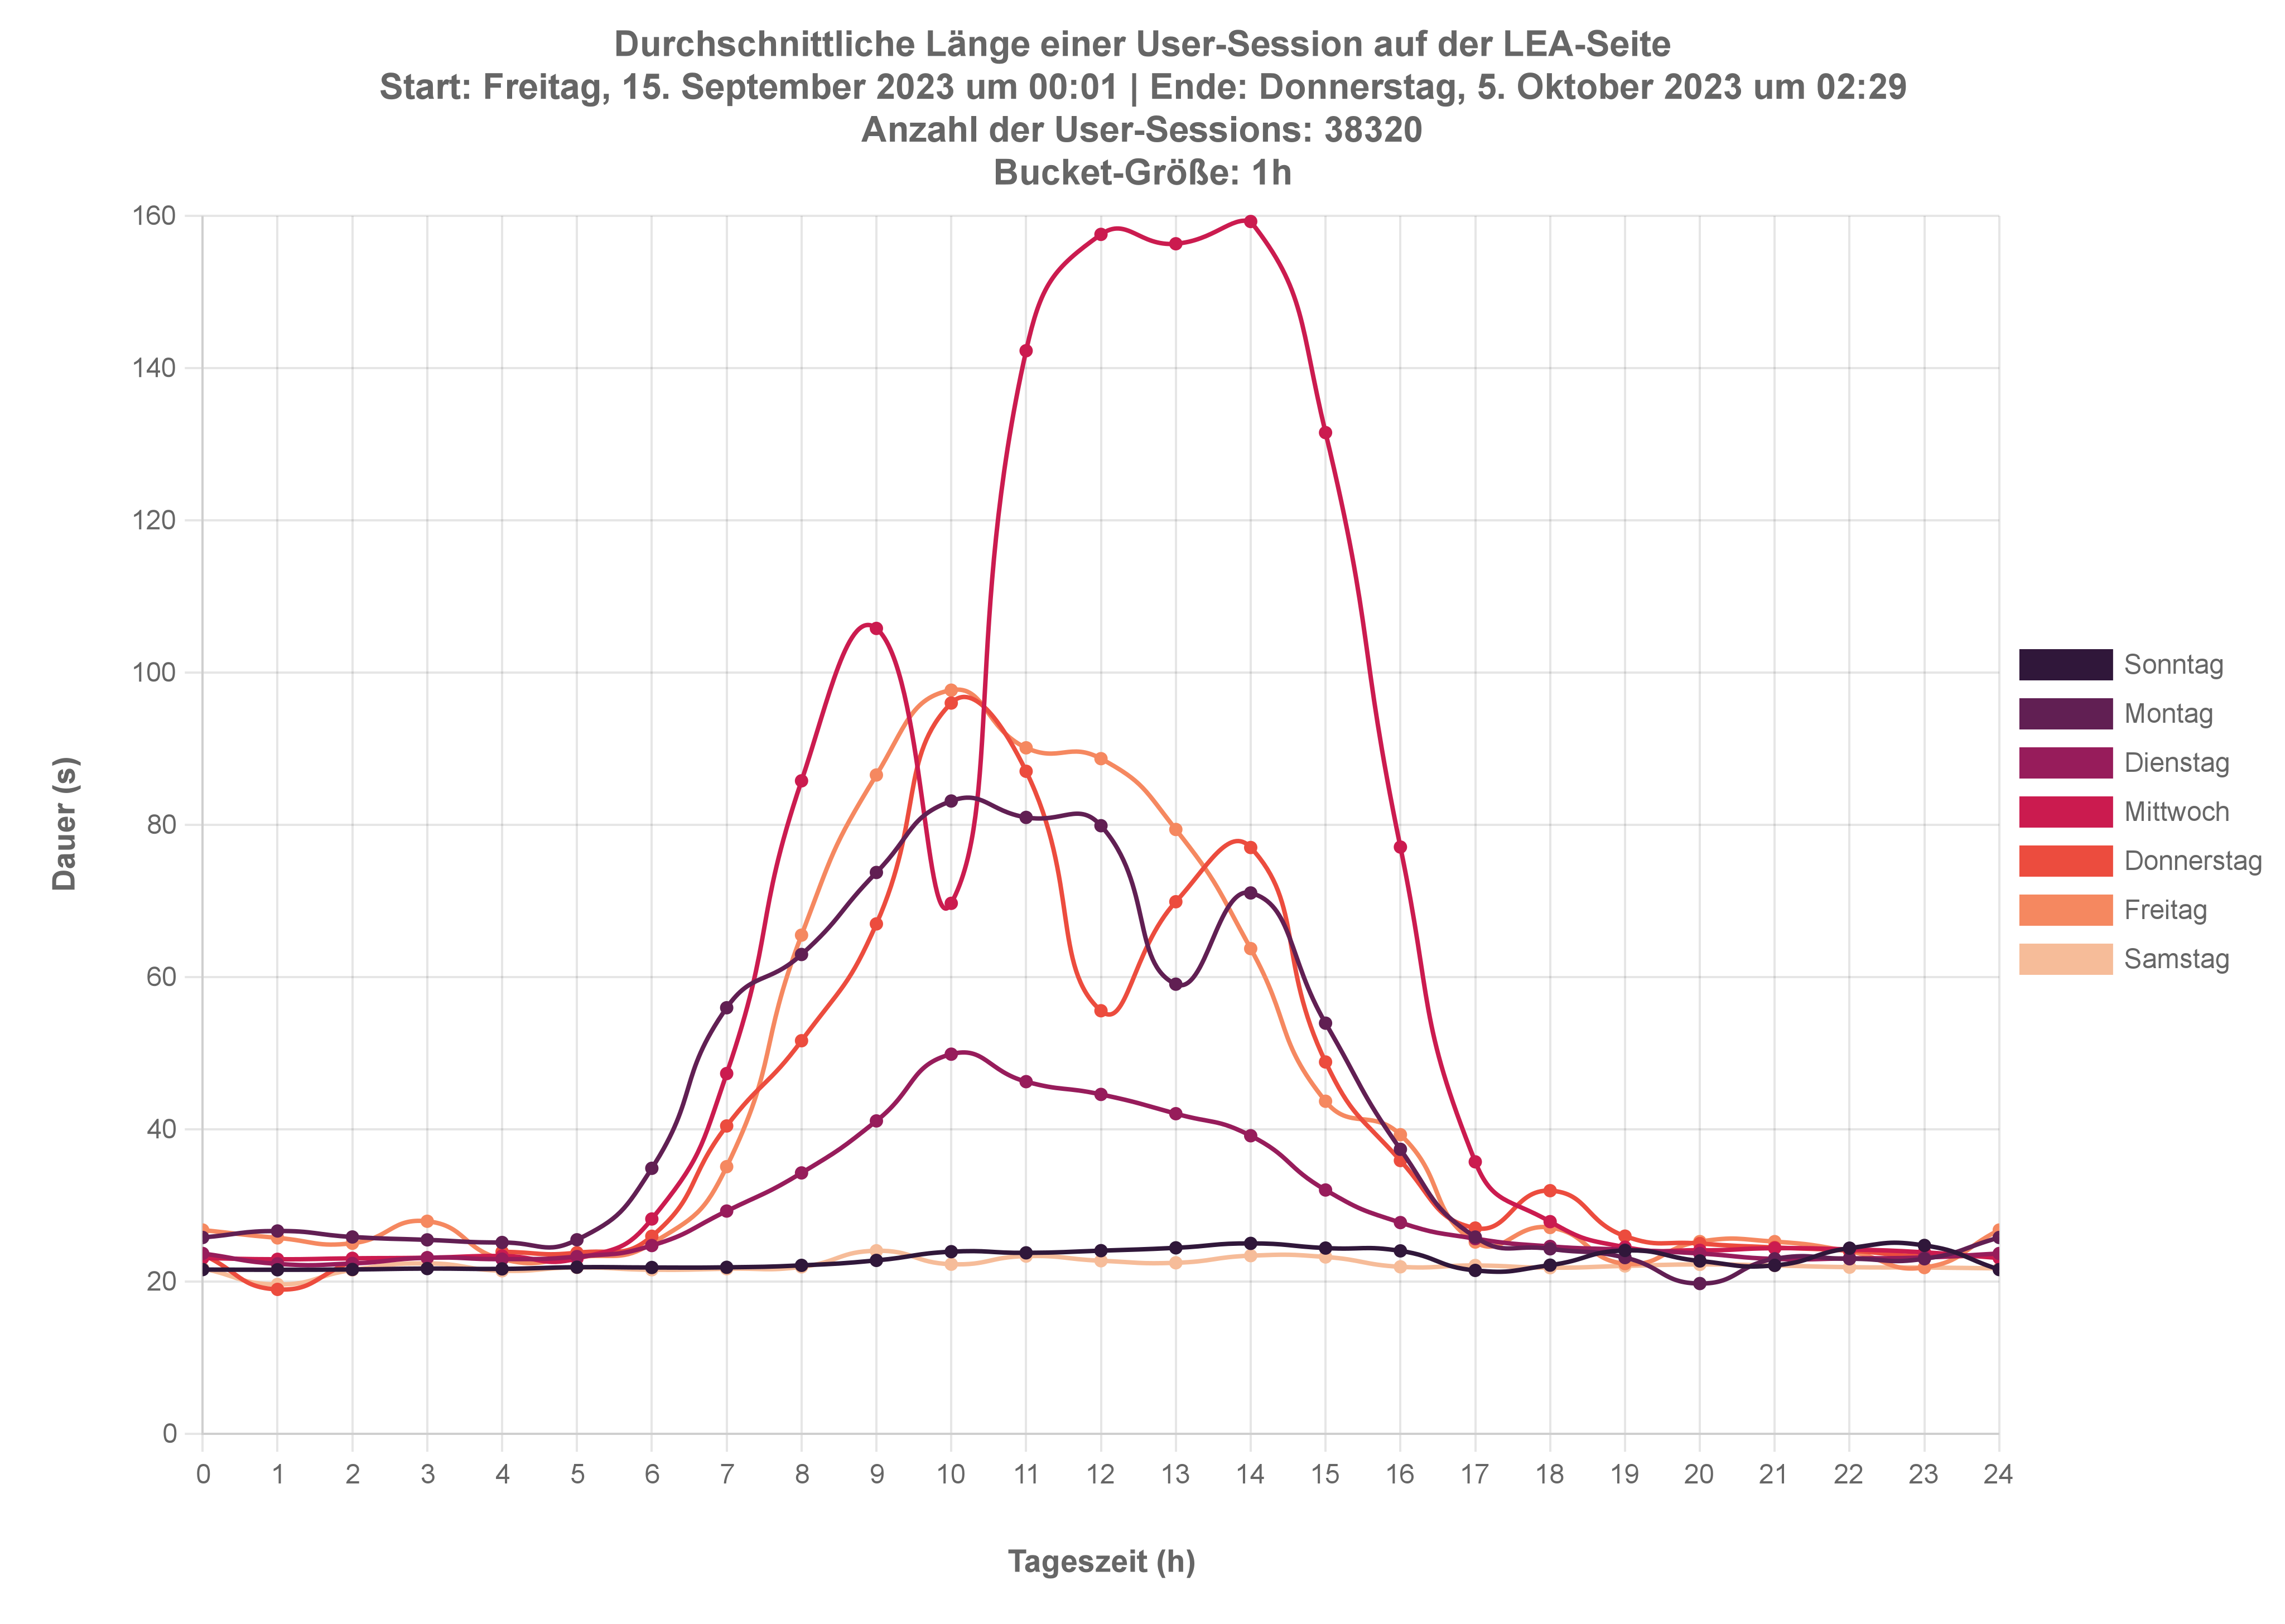 Durchschnittliche Länge einer User-Session auf der LEA-Seite
Start: Freitag, 15. September 2023 um 00:01 | Ende: Donnerstag, 5. Oktober 2023 um 02:29
Anzahl der User-Sessions: 38320
Bucket-Größe: 1h
160
140
120
100
80
60
40
20
0
Dauer (s)
0 1 2 3 4 5 6 7 8 9 10 11 12 13 14 15 16 17 18 19 20 21 22 23 24
Tageszeit (h)
Sonntag
Montag
Dienstag
Mittwoch
Donnerstag
Freitag
Samstag